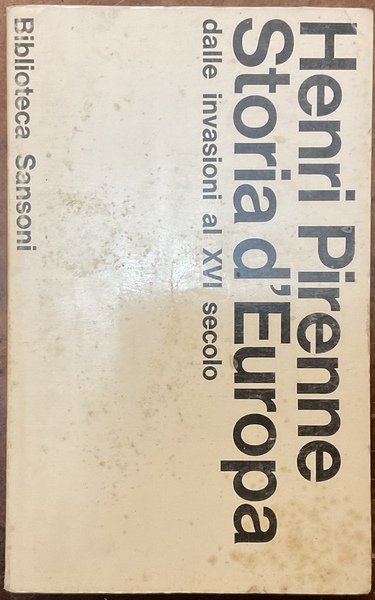 Henri Pirenne
Storia d'Europa
dalle invasioni al XVI secolo
Biblioteca Sansoni